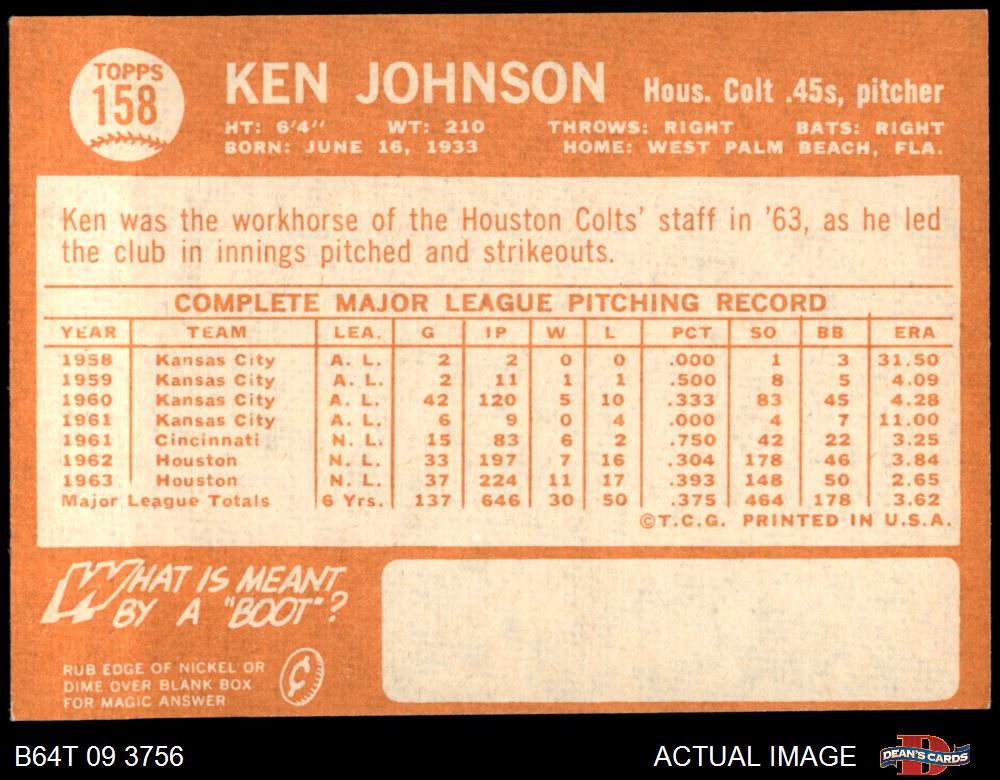 TOPPS
158
KEN JOHNSON Hous. Colt .45s, pitcher
HT: 6'4" WT: 210 THROWS: RIGHT BATS: RIGHT
BORN: JUNE 16, 1933 HOME: WEST PALM BEACH, FLA.
Ken was the workhorse of the Houston Colts' staff in '63, as he led
the club in innings pitched and strikeouts.
COMPLETE MAJOR LEAGUE PITCHING RECORD
YEAR TEAM LEA. G IP W L PCT SO BB ERA
1958 Kansas City A. L. 2 2 0 0 .000 1 3 31.50
1959 Kansas City A. L. 2 11 1 1 .500 8 5 4.09
1960 Kansas City A. L. 42 120 5 10 .333 83 45 4.28
1961 Kansas City A. L. 6 9 0 4 .000 4 7 11.00
1961 Cincinnati N. L. 15 83 6 2 .750 42 22 3.25
1962 Houston N. L. 33 197 7 16 .304 178 46 3.84
1963 Houston N. L. 37 224 11 17 .393 148 50 2.65
Major League Totals 6 Yrs. 137 646 30 50 .375 464 178 3.62
©T.C.G. PRINTED IN U.S.A.
WHAT IS MEANT
BY A "BOOT"?
RUB EDGE OF NICKEL OR
DIME OVER BLANK BOX
FOR MAGIC ANSWER
¢
B64T 09 3756 ACTUAL IMAGE DEAN'S CARDS